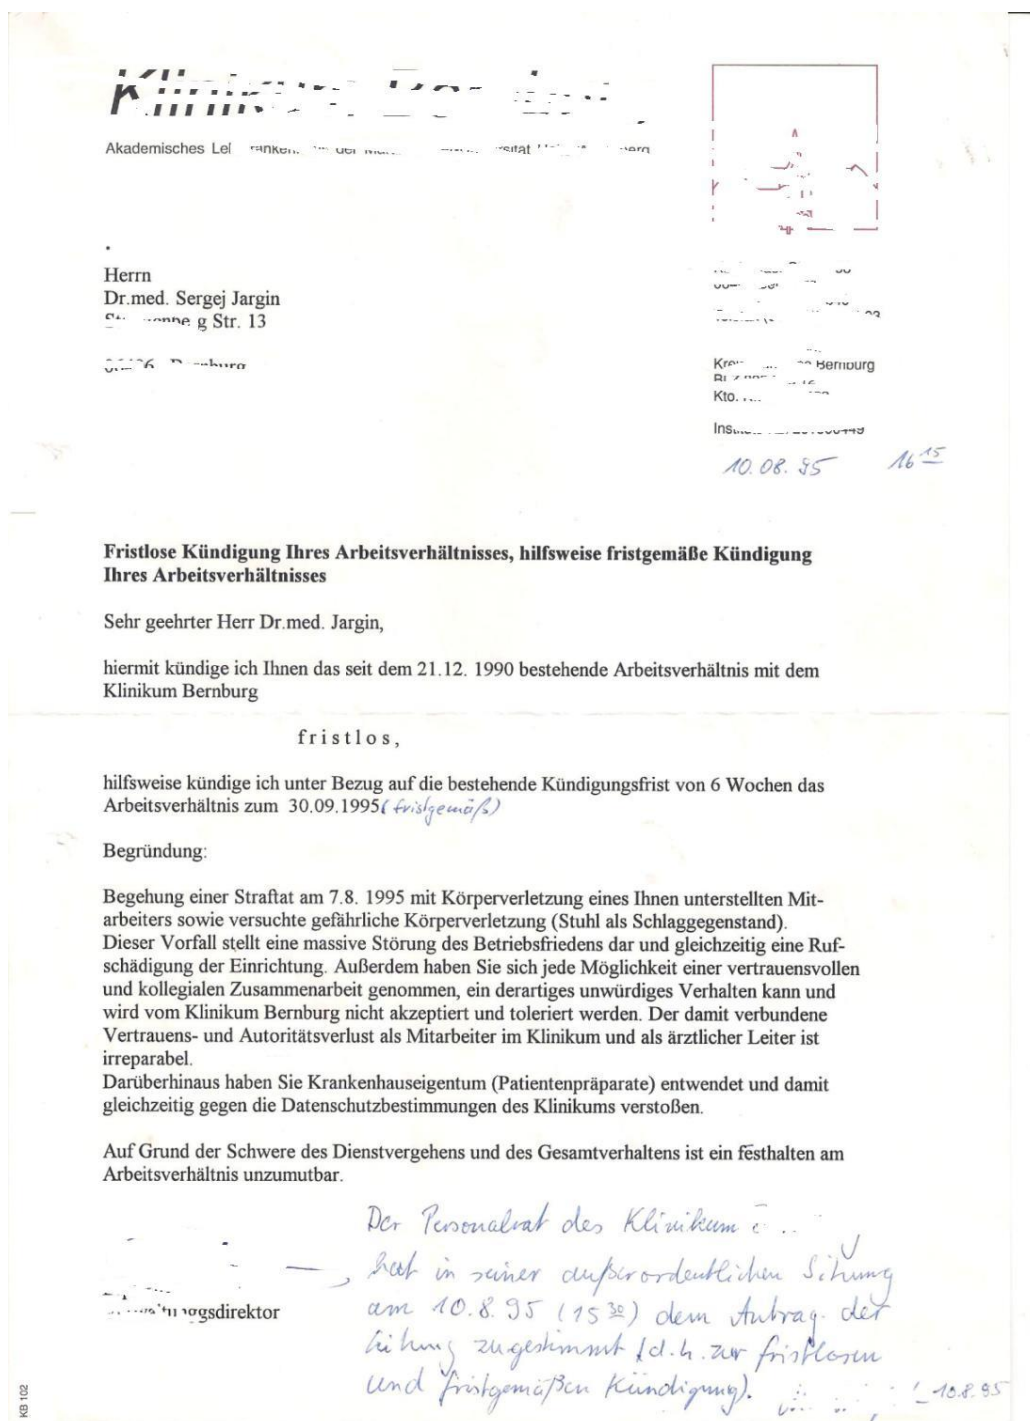 Akademisches
Herrn
Dr.med. Sergej Jargin
g Str. 13
Bernburg
Kto.
10.08.95 16 15
Fristlose Kündigung Ihres Arbeitsverhältnisses, hilfsweise fristgemäße Kündigung
Ihres Arbeitsverhältnisses
Sehr geehrter Herr Dr.med. Jargin,
hiermit kündige ich Ihnen das seit dem 21.12. 1990 bestehende Arbeitsverhältnis mit dem
Klinikum Bernburg
fristlos,
hilfsweise kündige ich unter Bezug auf die bestehende Kündigungsfrist von 6 Wochen das
Arbeitsverhältnis zum 30.09.1995 (fristgemäß)
Begründung:
Begehung einer Straftat am 7.8. 1995 mit Körperverletzung eines Ihnen unterstellten Mit-
arbeiters sowie versuchte gefährliche Körperverletzung (Stuhl als Schlaggegenstand).
Dieser Vorfall stellt eine massive Störung des Betriebsfriedens dar und gleichzeitig eine Ruf-
schädigung der Einrichtung. Außerdem haben Sie sich jede Möglichkeit einer vertrauensvollen
und kollegialen Zusammenarbeit genommen, ein derartiges unwürdiges Verhalten kann und
wird vom Klinikum Bernburg nicht akzeptiert und toleriert werden. Der damit verbundene
Vertrauens- und Autoritätsverlust als Mitarbeiter im Klinikum und als ärztlicher Leiter ist
irreparabel.
Darüberhinaus haben Sie Krankenhauseigentum (Patientenpräparate) entwendet und damit
gleichzeitig gegen die Datenschutzbestimmungen des Klinikums verstoßen.
Auf Grund der Schwere des Dienstvergehens und des Gesamtverhaltens ist ein festhalten am
Arbeitsverhältnis unzumutbar.
Der Personalrat des Klinikum
hat in seiner außerordentlichen Sitzung
am 10.8.95 (15 30) dem Antrag der
Leitung zugestimmt (d.h. zur fristlosen
und fristgemäßen Kündigung).
10.8.95
gsdirektor
KB 102